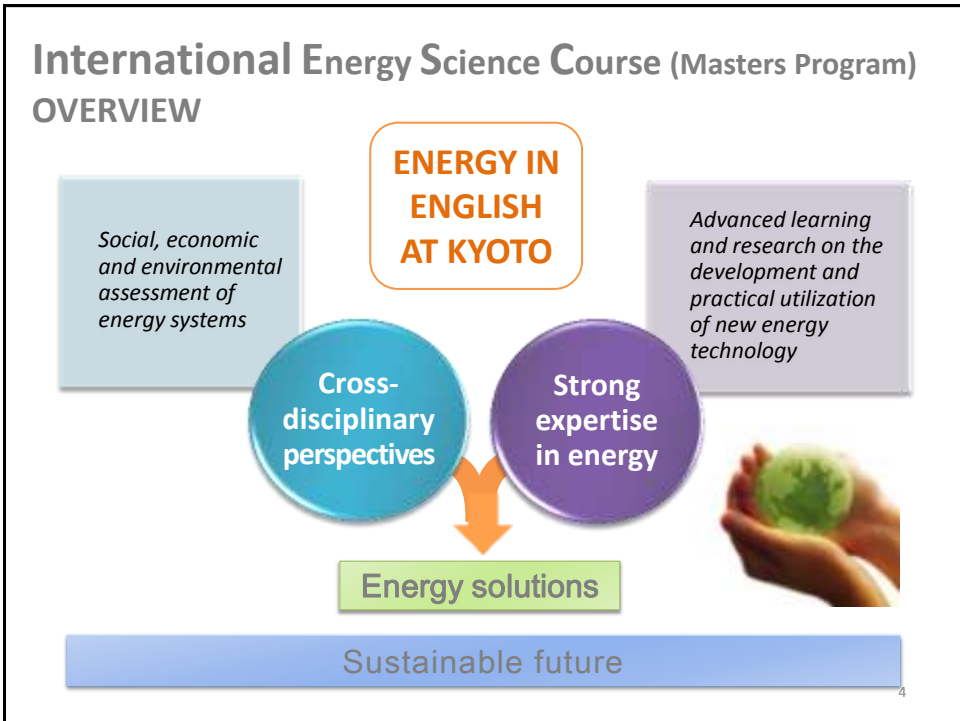 International Energy Science Course (Masters Program)
OVERVIEW
ENERGY IN
ENGLISH
AT KYOTO
Social, economic
and environmental
assessment of
energy systems
Advanced learning
and research on the
development and
practical utilization
of new energy
technology
Cross-
disciplinary
perspectives
Strong
expertise
in energy
Energy solutions
Sustainable future
4